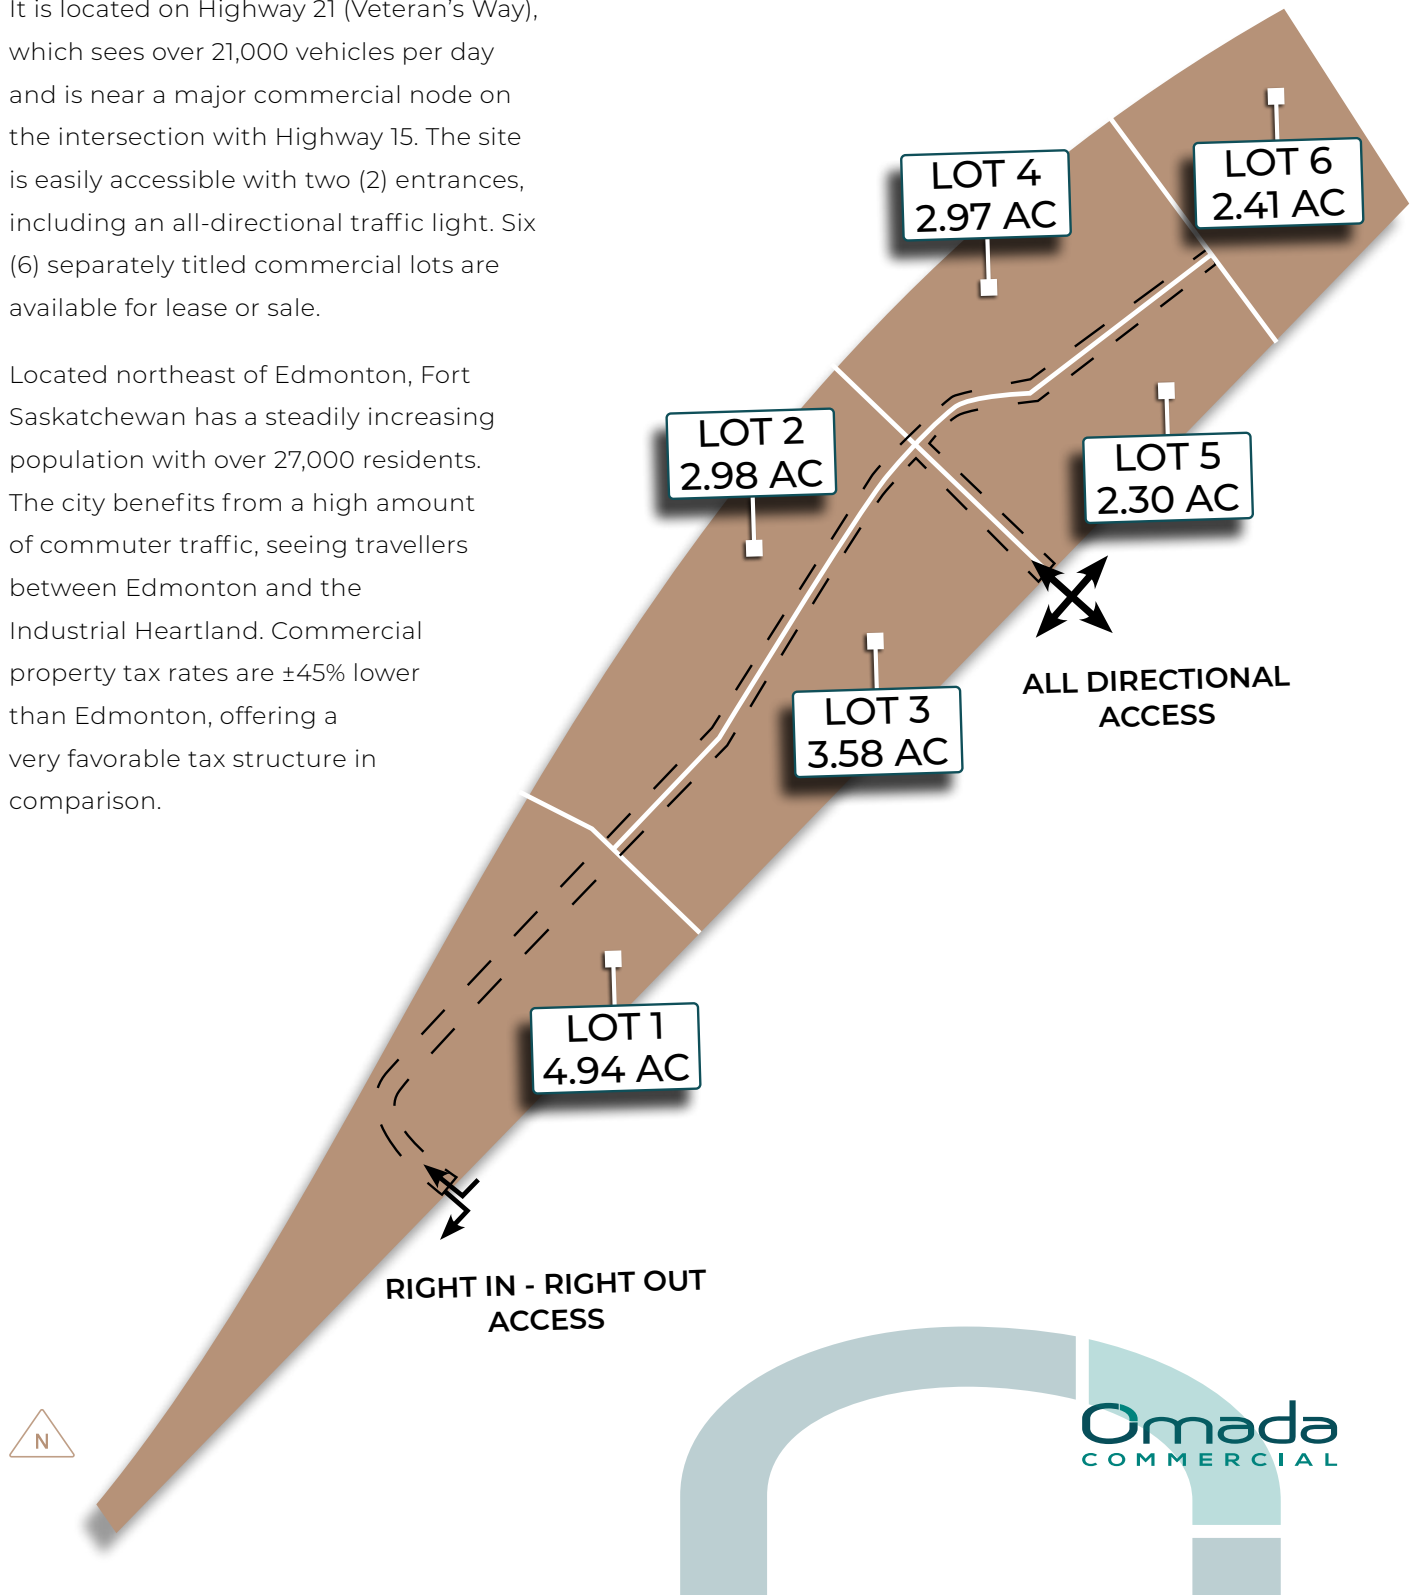 It is located on Highway 21 (Veteran’s Way),
which sees over 21,000 vehicles per day
and is near a major commercial node on
the intersection with Highway 15. The site
is easily accessible with two (2) entrances,
including an all-directional traffic light. Six
(6) separately titled commercial lots are
available for lease or sale.
Located northeast of Edmonton, Fort
Saskatchewan has a steadily increasing
population with over 27,000 residents.
The city benefits from a high amount
of commuter traffic, seeing travellers
between Edmonton and the
Industrial Heartland. Commercial
property tax rates are ±45% lower
than Edmonton, offering a
very favorable tax structure in
comparison.
LOT 6
2.41 AC
LOT 4
2.97 AC
LOT 2
2.98 AC
LOT 5
2.30 AC
LOT 3
3.58 AC
ALL DIRECTIONAL
ACCESS
LOT 1
4.94 AC
RIGHT IN - RIGHT OUT
ACCESS
N
Omada
COMMERCIAL